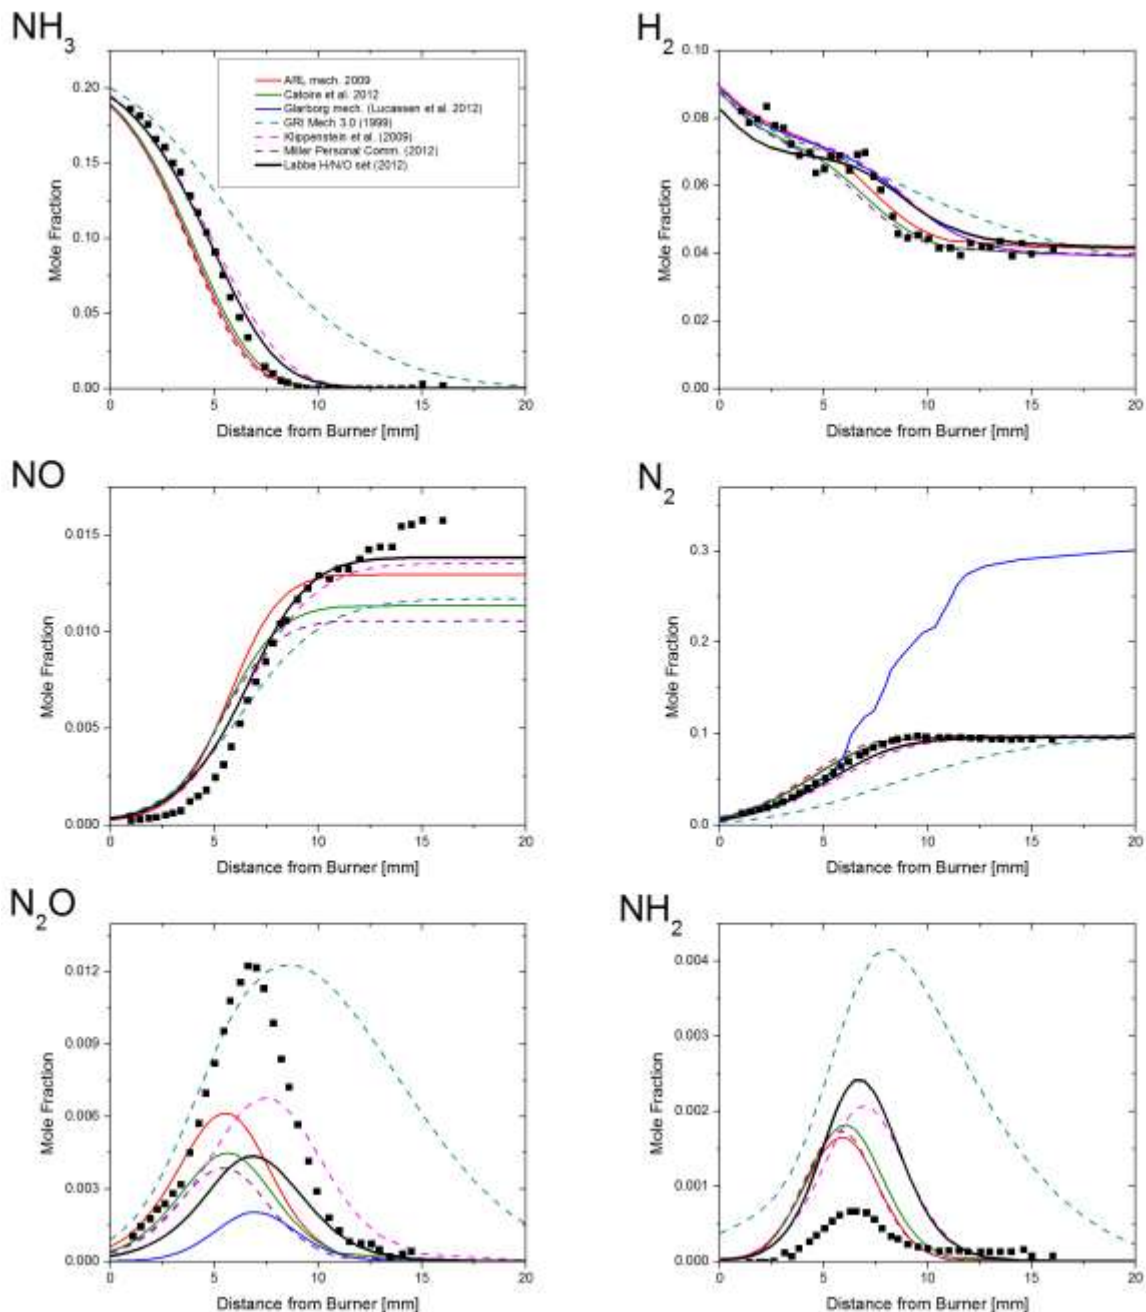 NH3
H2
0.20
0.15
0.10
0.05
0.00
Mole Fraction
0 5 10 15 20
Distance from Burner [mm]
ARL mech. 2009
Catoire et al. 2012
Glarborg mech. (Lucassen et al. 2012)
GRI Mech 3.0 (1999)
Klippenstein et al. (2009)
Miller Personal Comm. (2012)
Labbe H/N/O set (2012)
0.10
0.08
0.06
0.04
0.02
0.00
Mole Fraction
0 5 10 15 20
Distance from Burner [mm]
NO
N2
0.015
0.010
0.005
0.000
Mole Fraction
0 5 10 15 20
Distance from Burner [mm]
0.3
0.2
0.1
0.0
Mole Fraction
0 5 10 15 20
Distance from Burner [mm]
N2O
NH2
0.012
0.009
0.006
0.003
0.000
Mole Fraction
0 5 10 15 20
Distance from Burner [mm]
0.004
0.003
0.002
0.001
0.000
Mole Fraction
0 5 10 15 20
Distance from Burner [mm]